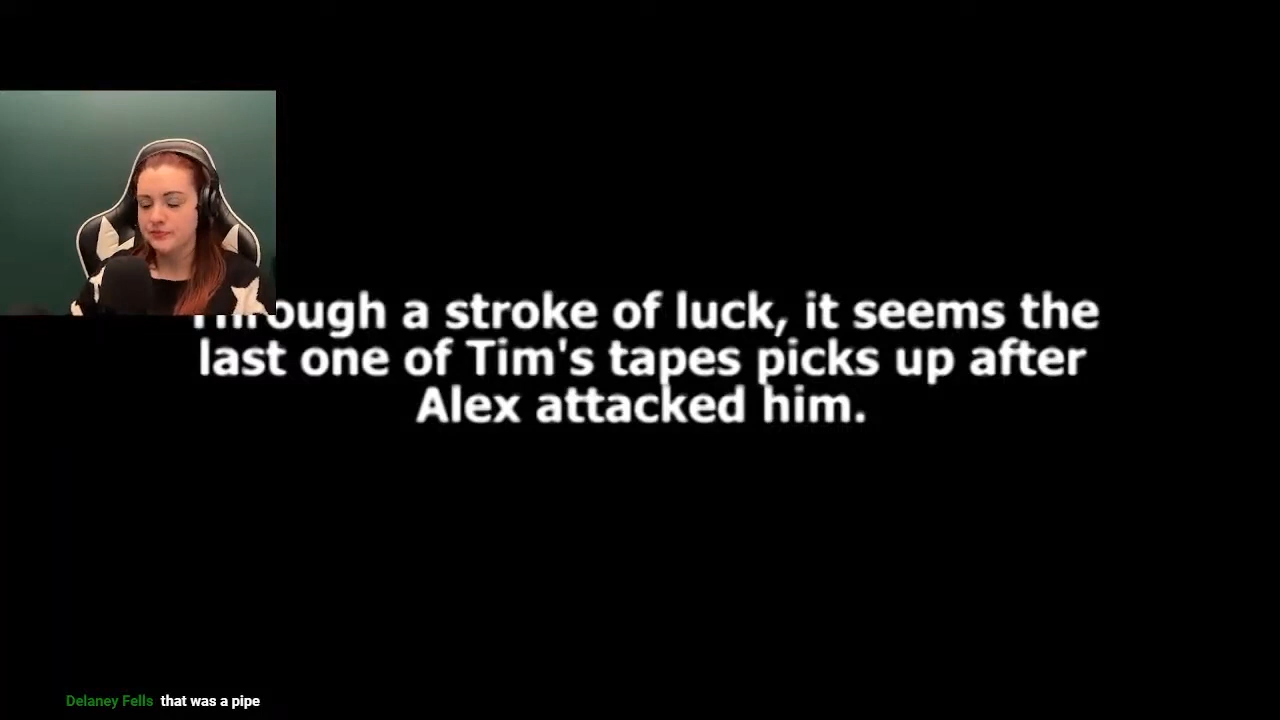 Through a stroke of luck, it seems the
last one of Tim's tapes picks up after
Alex attacked him.
Delaney Fells that was a pipe